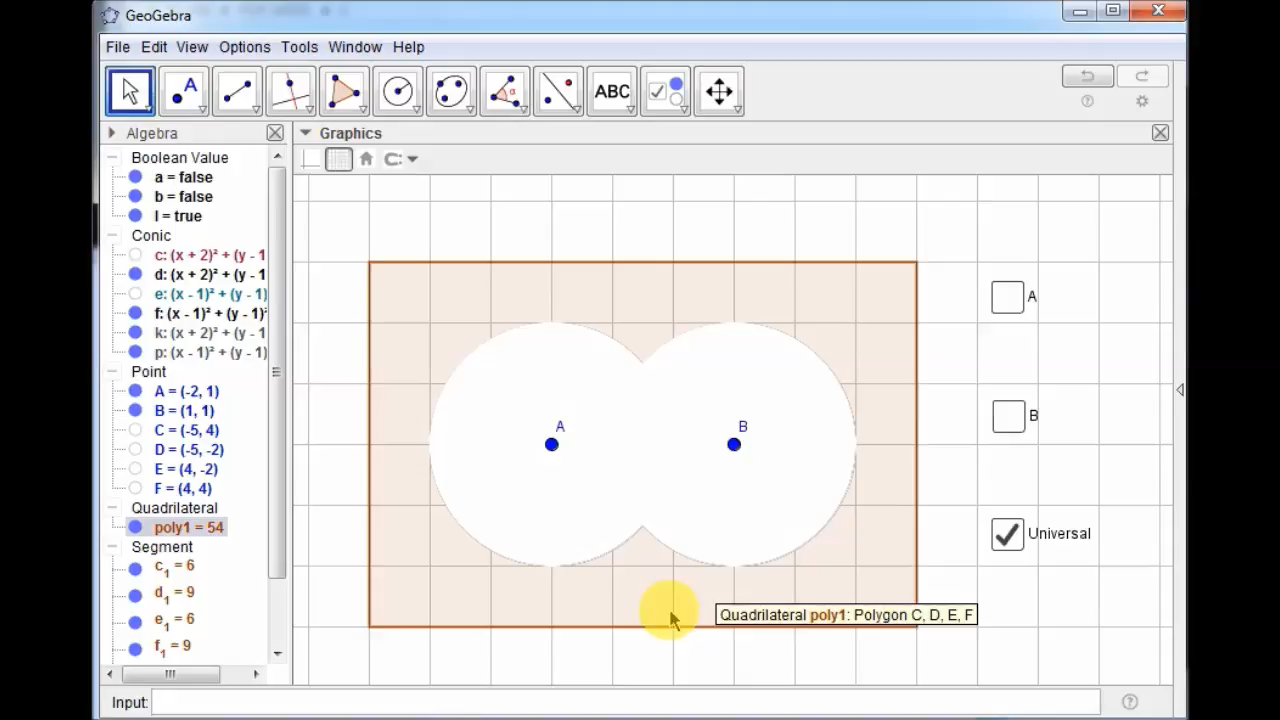 GeoGebra
File Edit View Options Tools Window Help
A
α
ABC
Algebra
Graphics
Boolean Value
a = false
b = false
l = true
Conic
c: (x + 2)² + (y - 1
d: (x + 2)² + (y - 1
e: (x - 1)² + (y - 1)
f: (x - 1)² + (y - 1)²
k: (x + 2)² + (y - 1
p: (x - 1)² + (y - 1)
Point
A = (-2, 1)
B = (1, 1)
C = (-5, 4)
D = (-5, -2)
E = (4, -2)
F = (4, 4)
Quadrilateral
poly1 = 54
Segment
c₁ = 6
d₁ = 9
e₁ = 6
f₁ = 9
A
B
A
B
Universal
Quadrilateral poly1: Polygon C, D, E, F
Input: